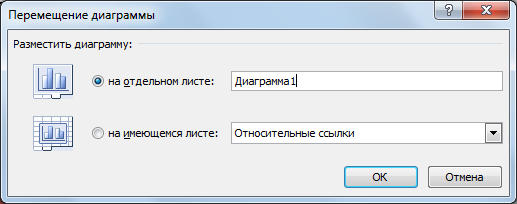 Перемещение диаграммы
Разместить диаграмму:
на отдельном листе: Диаграмма1
на имеющемся листе: Относительные ссылки
ОК Отмена